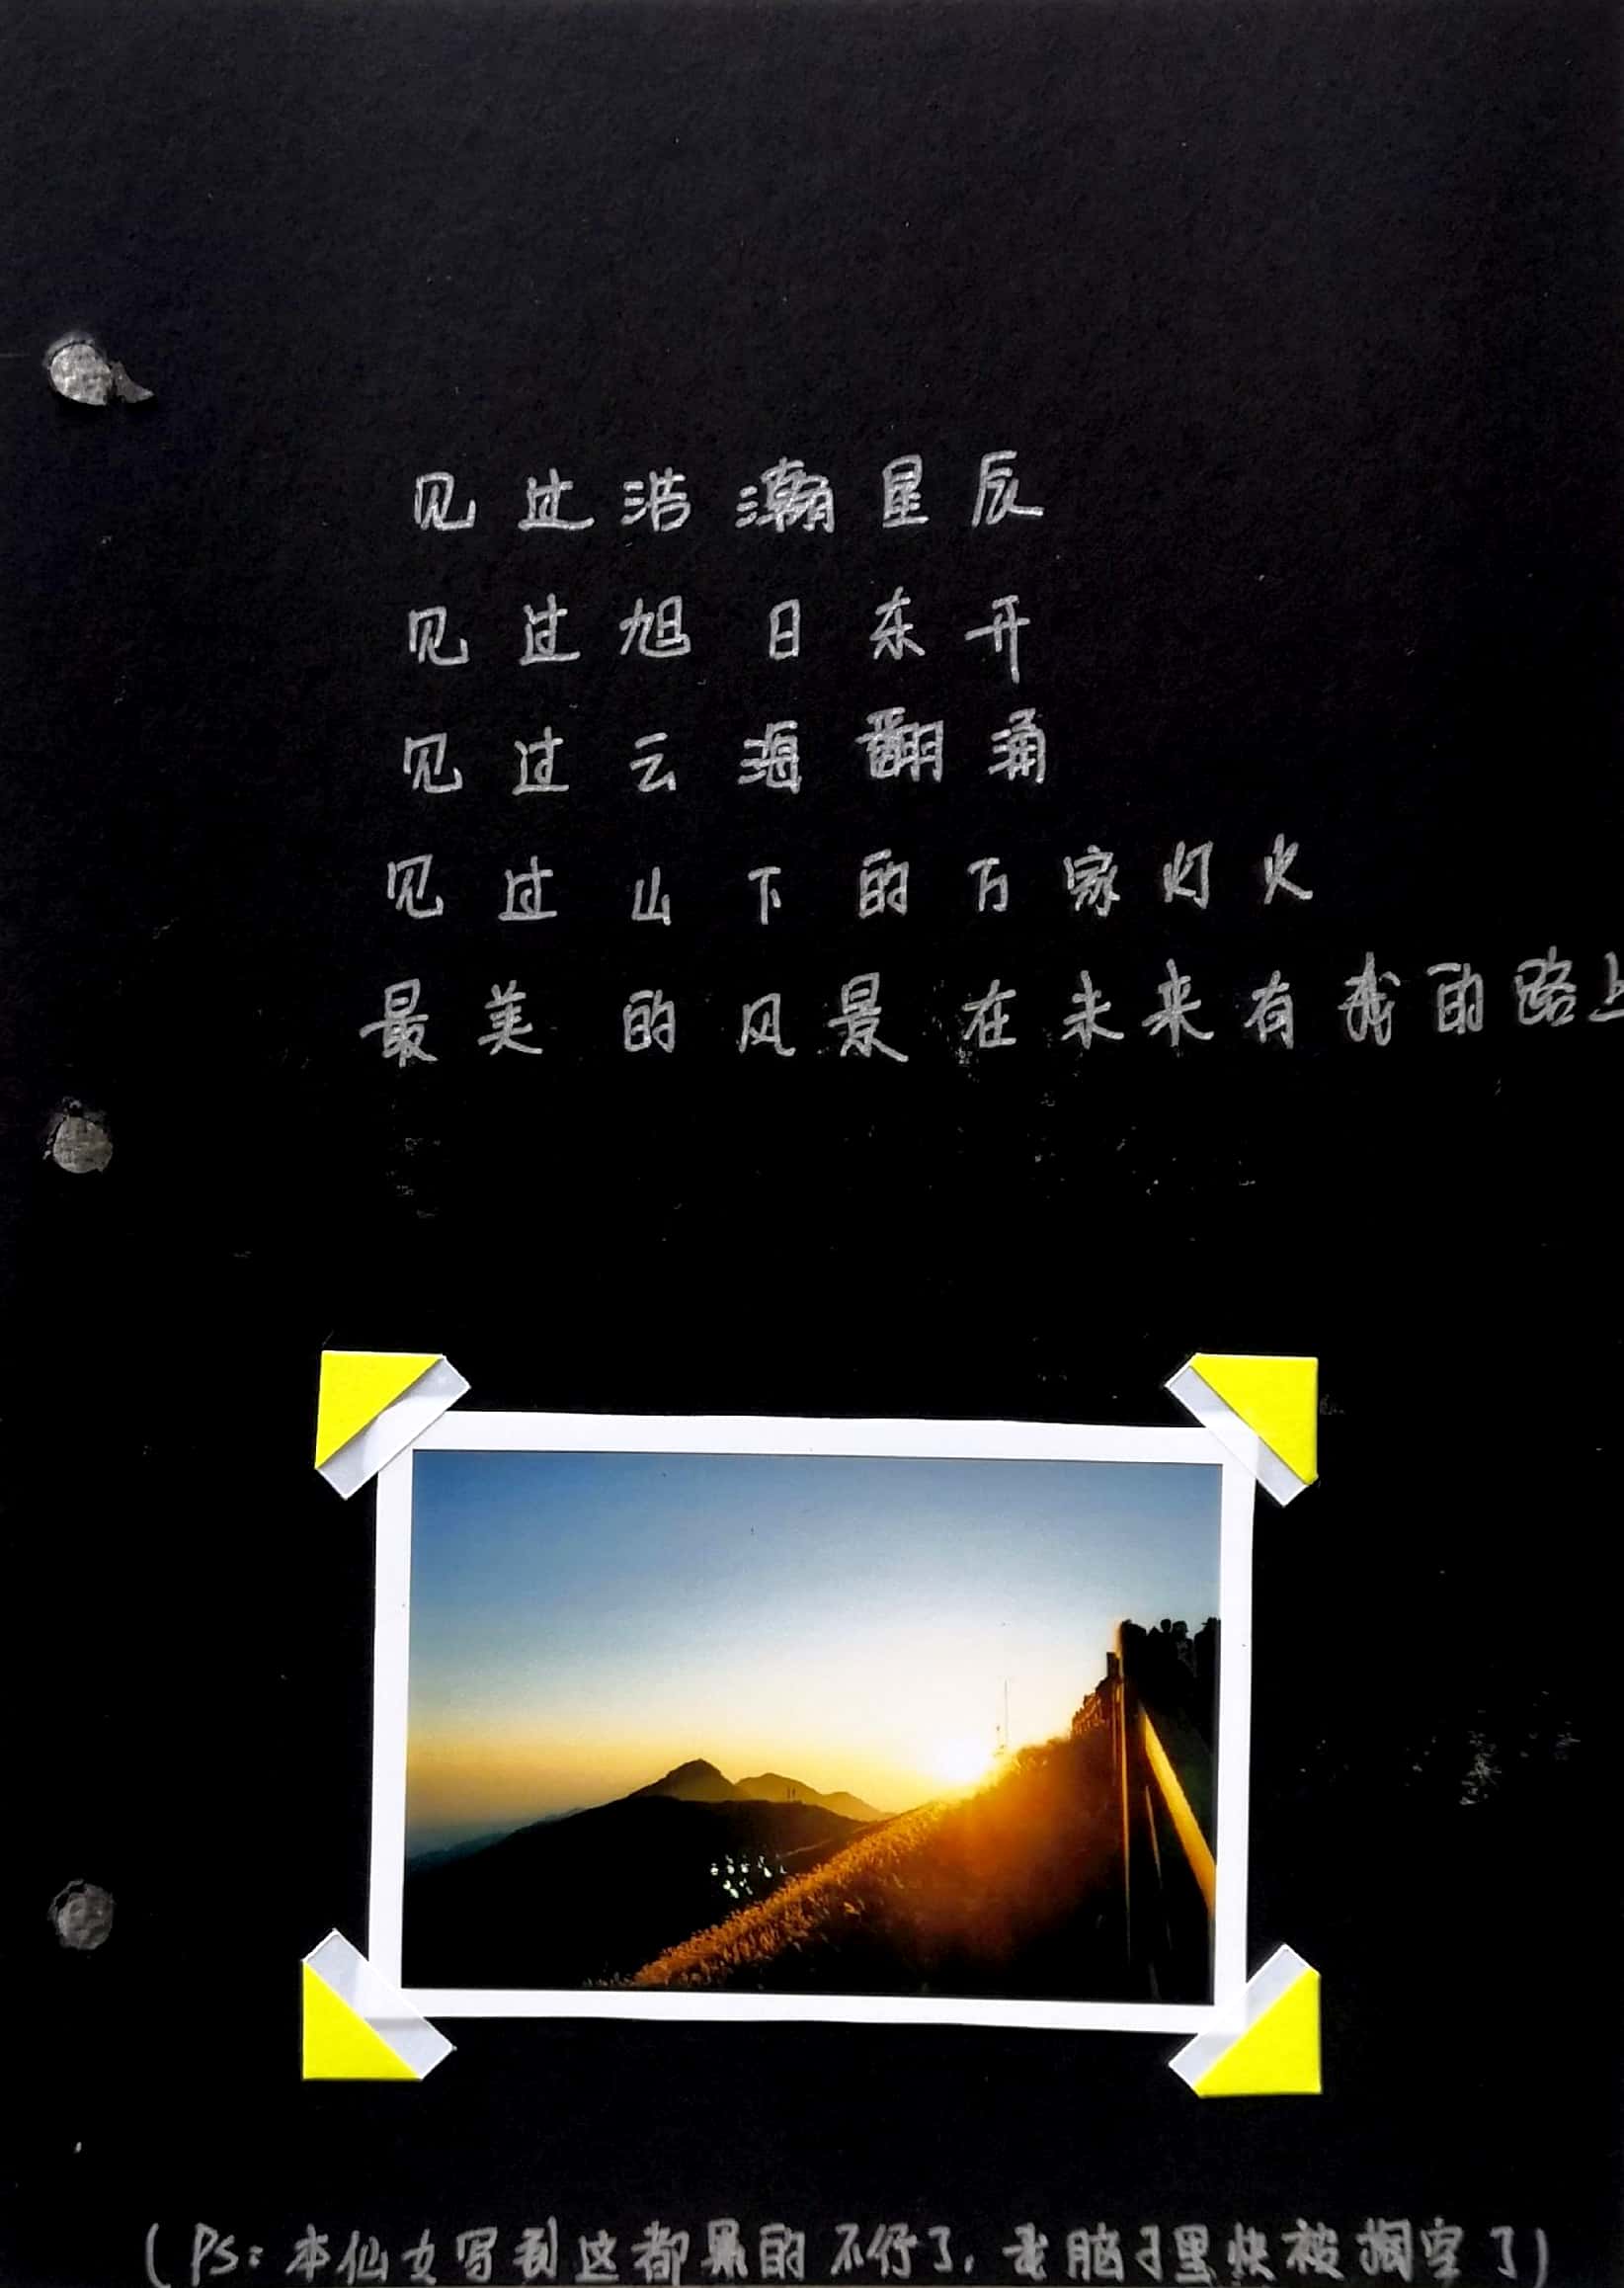 见过浩瀚星辰
见过旭日东开
见过云海翻涌
见过山下的万家灯火
最美的风景在未来有我的路上
(PS:本仙女写到这都累的不行了,我脑子里快被掏空了)